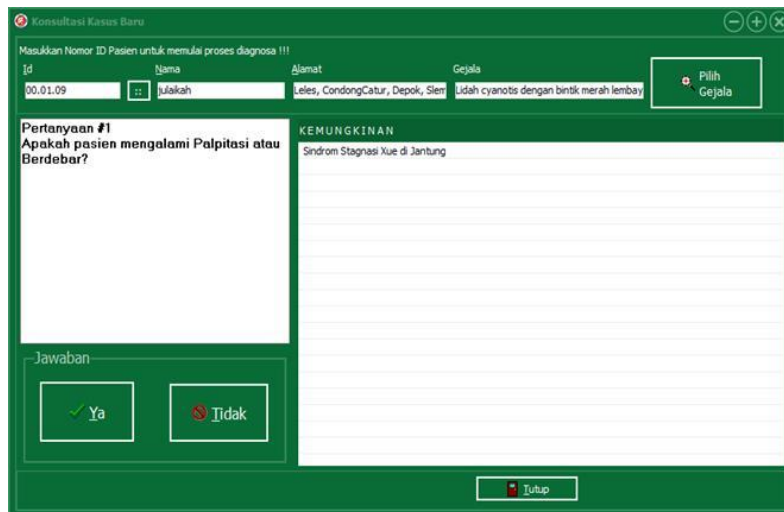 Konsultasi Kasus Baru
Masukkan Nomor ID Pasien untuk memulai proses diagnosa !!!
Id Nama Alamat Gejala
00.01.09 :: julaikah Leles, CondongCatur, Depok, Slem Lidah cyanotis dengan bintik merah lembay
Pilih
Gejala
Pertanyaan #1
Apakah pasien mengalami Palpitasi atau
Berdebar?
KEMUNGKINAN
Sindrom Stagnasi Xue di Jantung
Jawaban
Ya
Tidak
Tutup